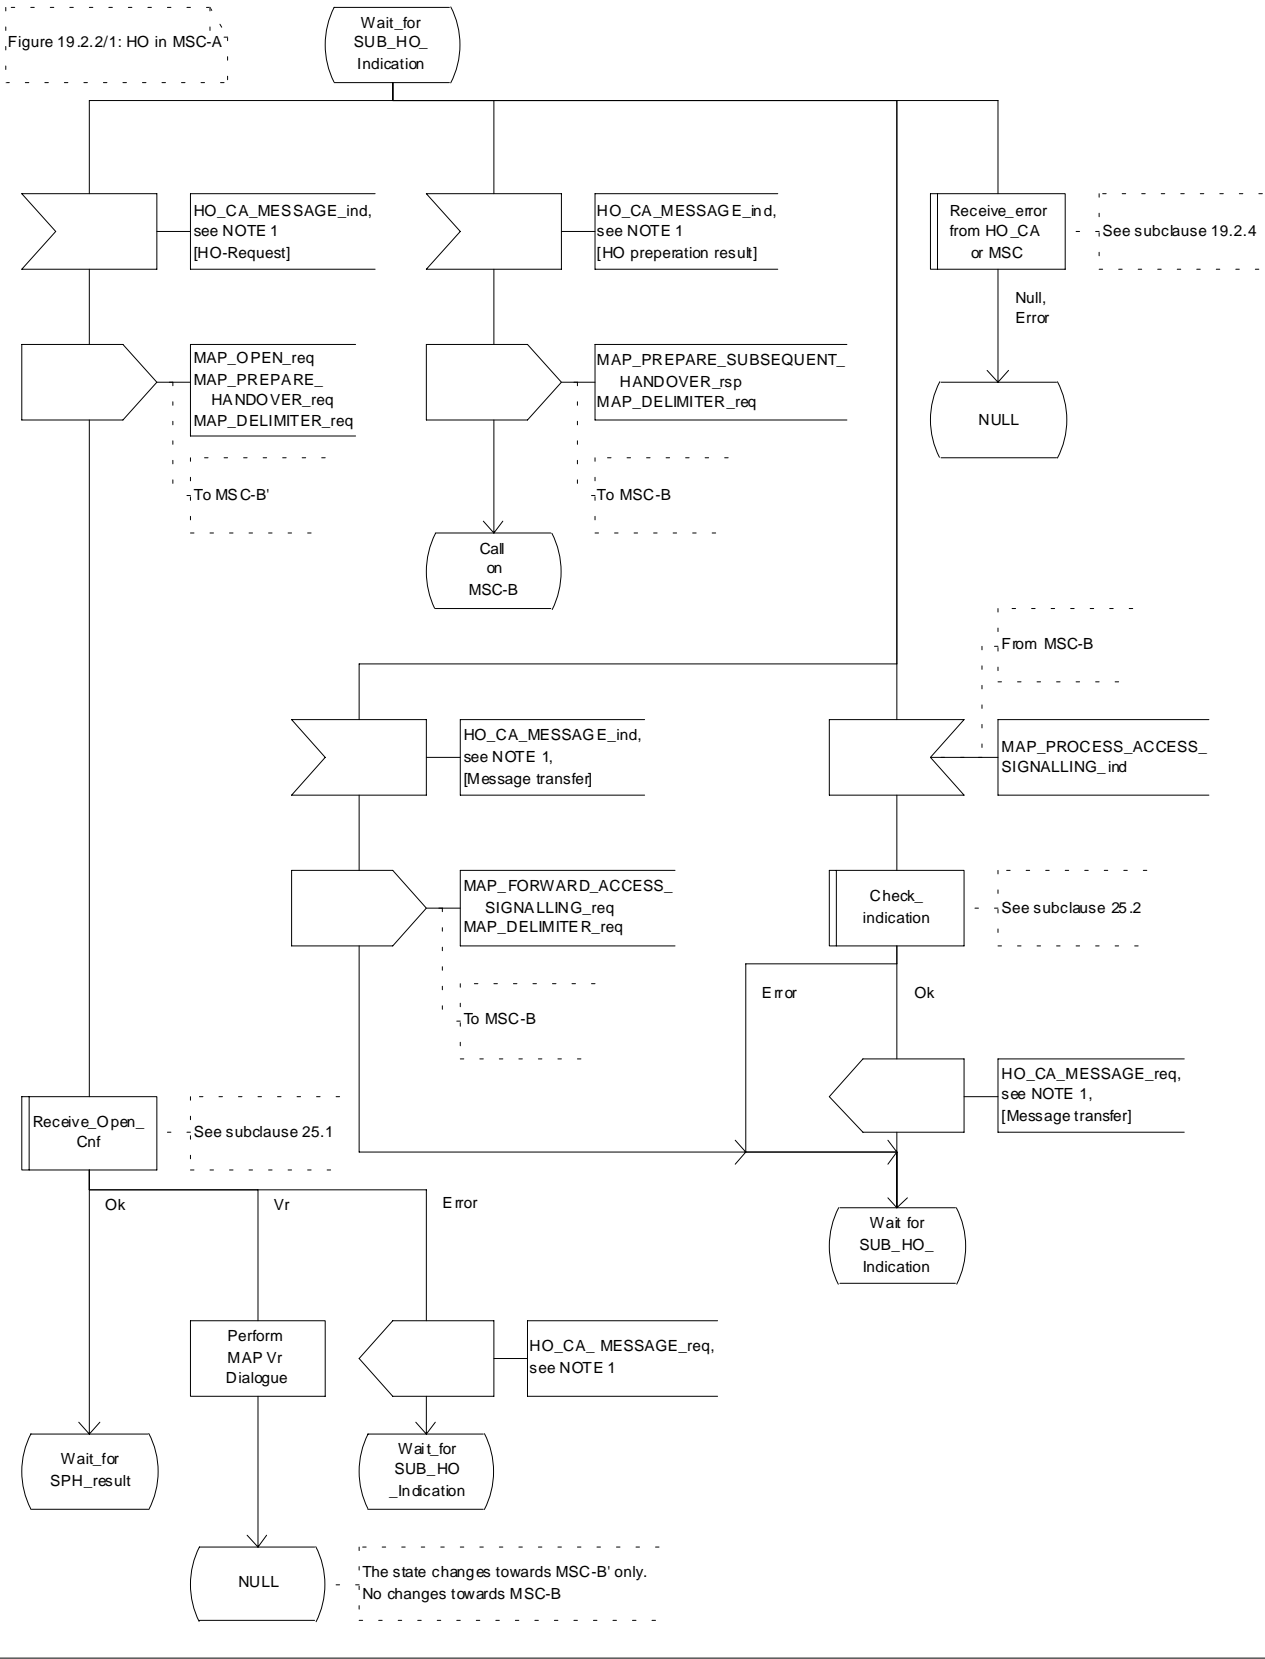 Figure 19.2.2/1: HO in MSC-A
Wait_for
SUB_HO_
Indication
HO_CA_MESSAGE_ind,
see NOTE 1
[HO-Request]
HO_CA_MESSAGE_ind,
see NOTE 1
[HO preperation result]
Receive_error
from HO_CA
or MSC
See subclause 19.2.4
Null,
Error
MAP_OPEN_req
MAP_PREPARE_
HANDOVER_req
MAP_DELIMITER_req
MAP_PREPARE_SUBSEQUENT_
HANDOVER_rsp
MAP_DELIMITER_req
NULL
To MSC-B'
To MSC-B
Call
on
MSC-B
From MSC-B
HO_CA_MESSAGE_ind,
see NOTE 1,
[Message transfer]
MAP_PROCESS_ACCESS_
SIGNALLING_ind
MAP_FORWARD_ACCESS_
SIGNALLING_req
MAP_DELIMITER_req
Check_
indication
See subclause 25.2
Error
Ok
To MSC-B
HO_CA_MESSAGE_req,
see NOTE 1,
[Message transfer]
Receive_Open_
Cnf
See subclause 25.1
Ok
Vr
Error
Wait for
SUB_HO_
Indication
Perform
MAP Vr
Dialogue
HO_CA_ MESSAGE_req,
see NOTE 1
Wait_for
SPH_result
Wait_for
SUB_HO
_Indication
NULL
The state changes towards MSC-B' only.
No changes towards MSC-B